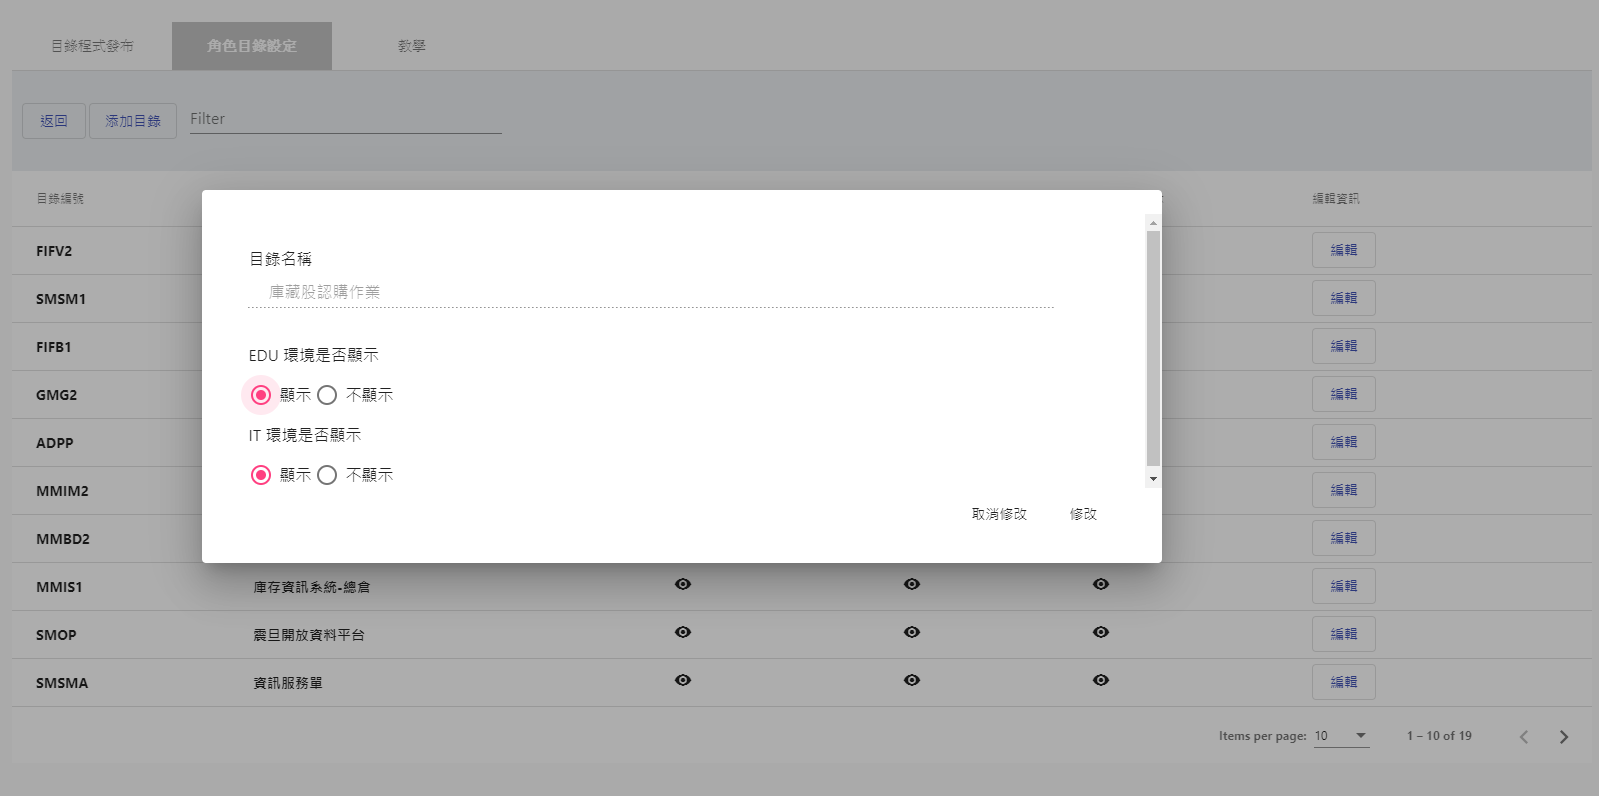 目錄程式發布 角色目錄設定 教學
返回 添加目錄 Filter
目錄編號 編輯資訊
FIFV2 編輯
SMSM1 編輯
FIFB1 編輯
GMG2 編輯
ADPP 編輯
MMIM2 編輯
MMBD2 編輯
目錄名稱
庫藏股認購作業
EDU 環境是否顯示
顯示 不顯示
IT 環境是否顯示
顯示 不顯示
取消修改 修改
MMIS1 庫存資訊系統-總倉 編輯
SMOP 震旦開放資料平台 編輯
SMSMA 資訊服務單 編輯
Items per page: 10 1 – 10 of 19